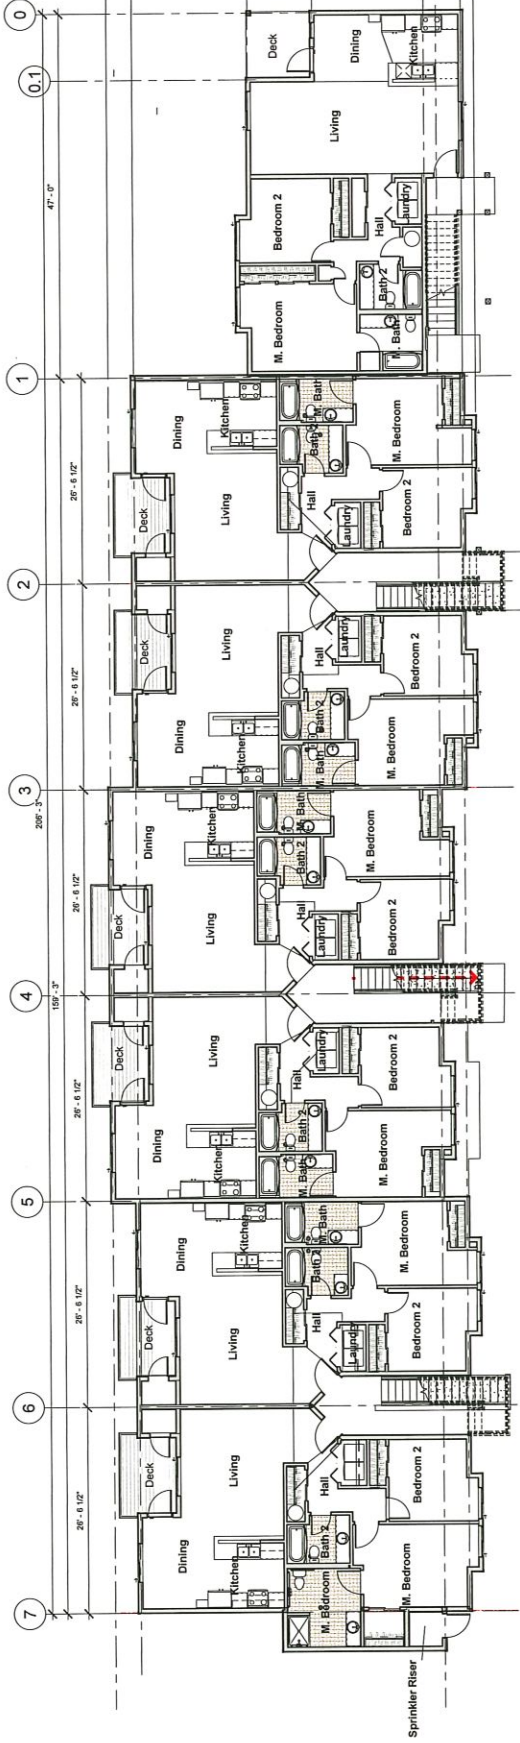 0
0.1
1
2
3
4
5
6
7
47' - 0"
26' - 6 1/2"
26' - 6 1/2"
206' - 3"
26' - 6 1/2"
159' - 3"
26' - 6 1/2"
26' - 6 1/2"
26' - 6 1/2"
Deck
Dining
Kitchen
Living
Bedroom 2
Hall
Laundry
M. Bedroom
Bath 2
M. Bath
Dining
Kitchen
M. Bath
M. Bedroom
Deck
Living
Bath 2
Hall
Laundry
Bedroom 2
Deck
Living
Hall
Laundry
Bedroom 2
Dining
Kitchen
Bath 2
M. Bath
M. Bedroom
Dining
Kitchen
M. Bath
M. Bedroom
Deck
Living
Bath 2
Hall
Laundry
Bedroom 2
Deck
Living
Hall
Laundry
Bedroom 2
Dining
Kitchen
Bath 2
M. Bath
M. Bedroom
Dining
Kitchen
M. Bath
M. Bedroom
Deck
Living
Bath 2
Hall
Laundry
Bedroom 2
Deck
Living
Hall
Bedroom 2
Dining
Kitchen
Bath 2
M. Bedroom
M. Bedroom
Sprinkler Riser